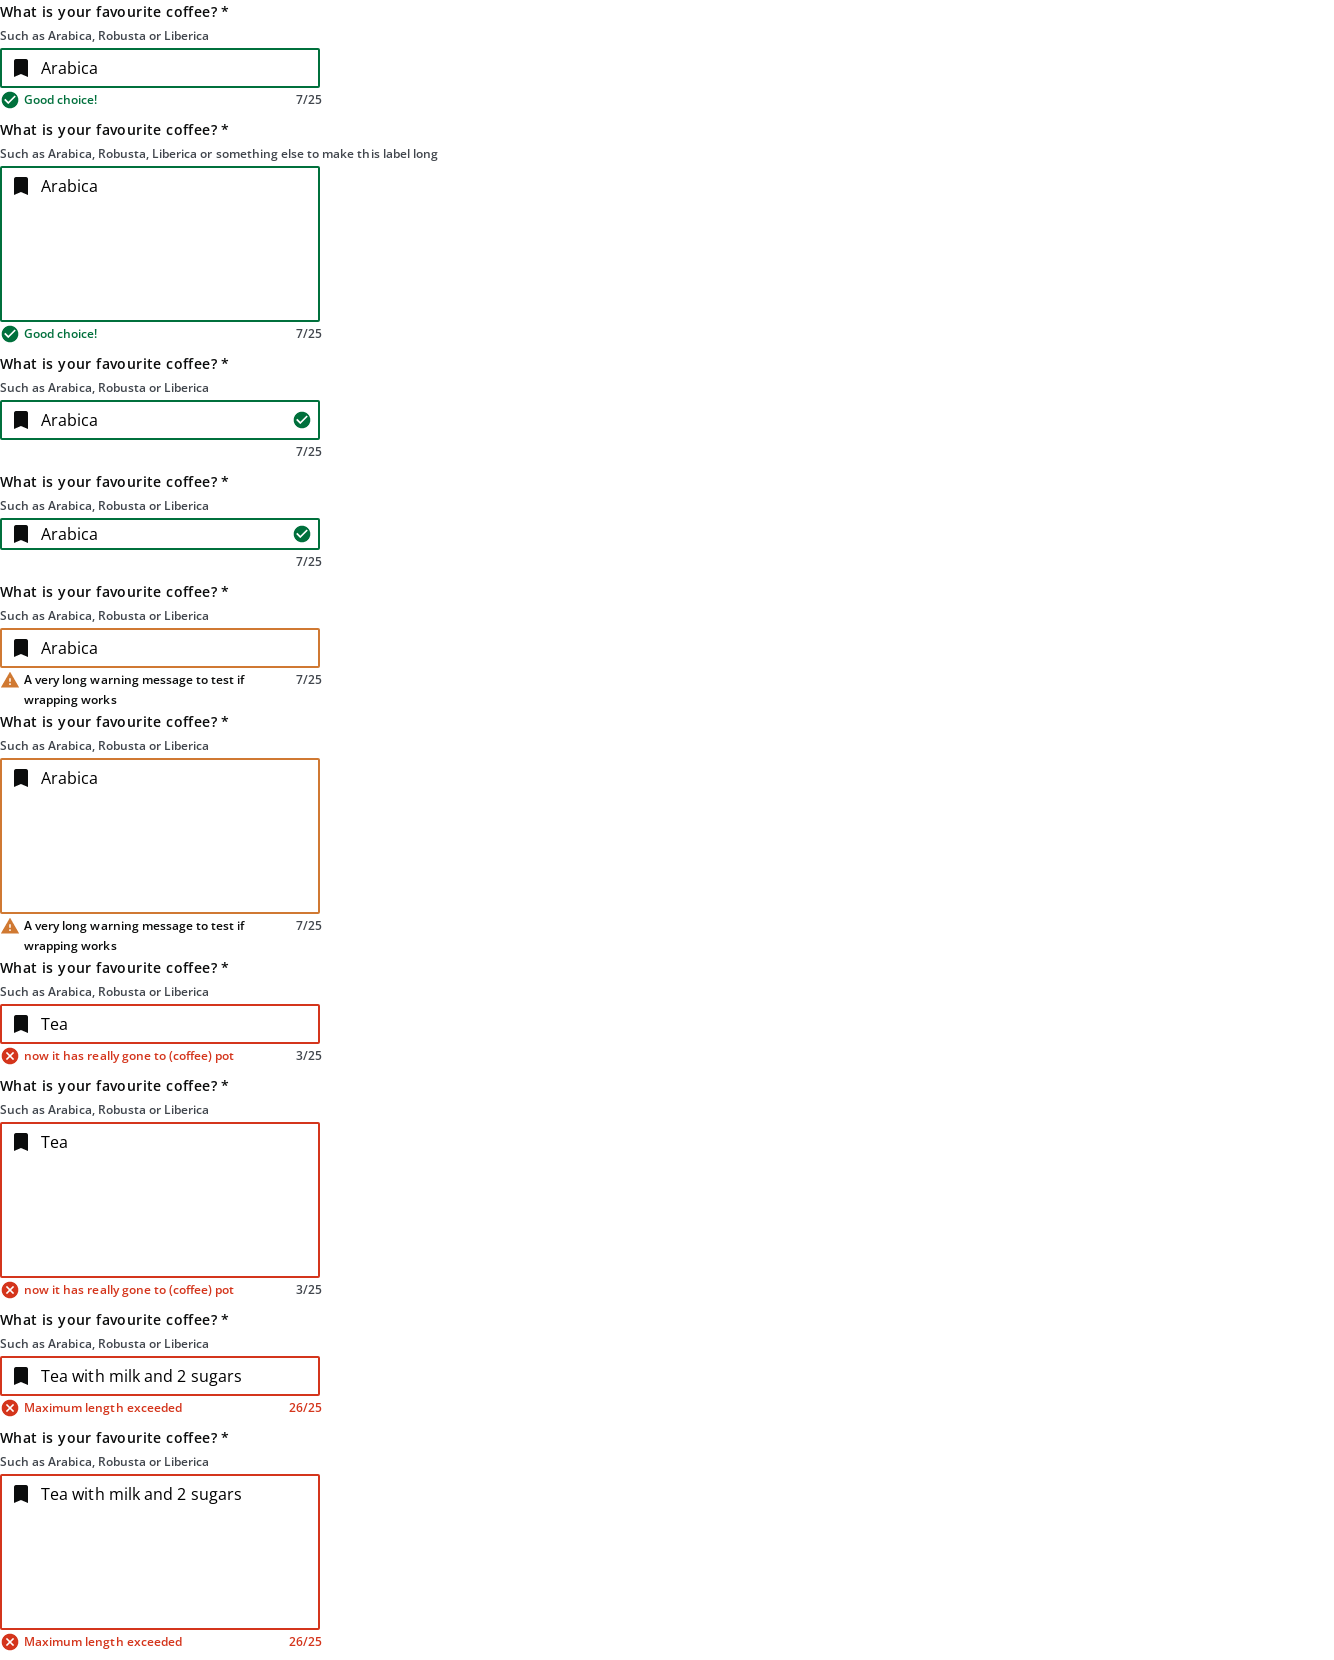 What is your favourite coffee? *
Such as Arabica, Robusta or Liberica
Arabica
Good choice! 7/25
What is your favourite coffee? *
Such as Arabica, Robusta, Liberica or something else to make this label long
Arabica
Good choice! 7/25
What is your favourite coffee? *
Such as Arabica, Robusta or Liberica
Arabica
7/25
What is your favourite coffee? *
Such as Arabica, Robusta or Liberica
Arabica
7/25
What is your favourite coffee? *
Such as Arabica, Robusta or Liberica
Arabica
A very long warning message to test if 7/25
wrapping works
What is your favourite coffee? *
Such as Arabica, Robusta or Liberica
Arabica
A very long warning message to test if 7/25
wrapping works
What is your favourite coffee? *
Such as Arabica, Robusta or Liberica
Tea
now it has really gone to (coffee) pot 3/25
What is your favourite coffee? *
Such as Arabica, Robusta or Liberica
Tea
now it has really gone to (coffee) pot 3/25
What is your favourite coffee? *
Such as Arabica, Robusta or Liberica
Tea with milk and 2 sugars
Maximum length exceeded 26/25
What is your favourite coffee? *
Such as Arabica, Robusta or Liberica
Tea with milk and 2 sugars
Maximum length exceeded 26/25